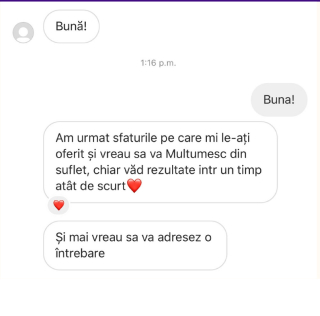 Bună!
1:16 p.m.
Buna!
Am urmat sfaturile pe care mi le-ați
oferit și vreau sa va Multumesc din
suflet, chiar văd rezultate intr un timp
atât de scurt❤️
Și mai vreau sa va adresez o
întrebare